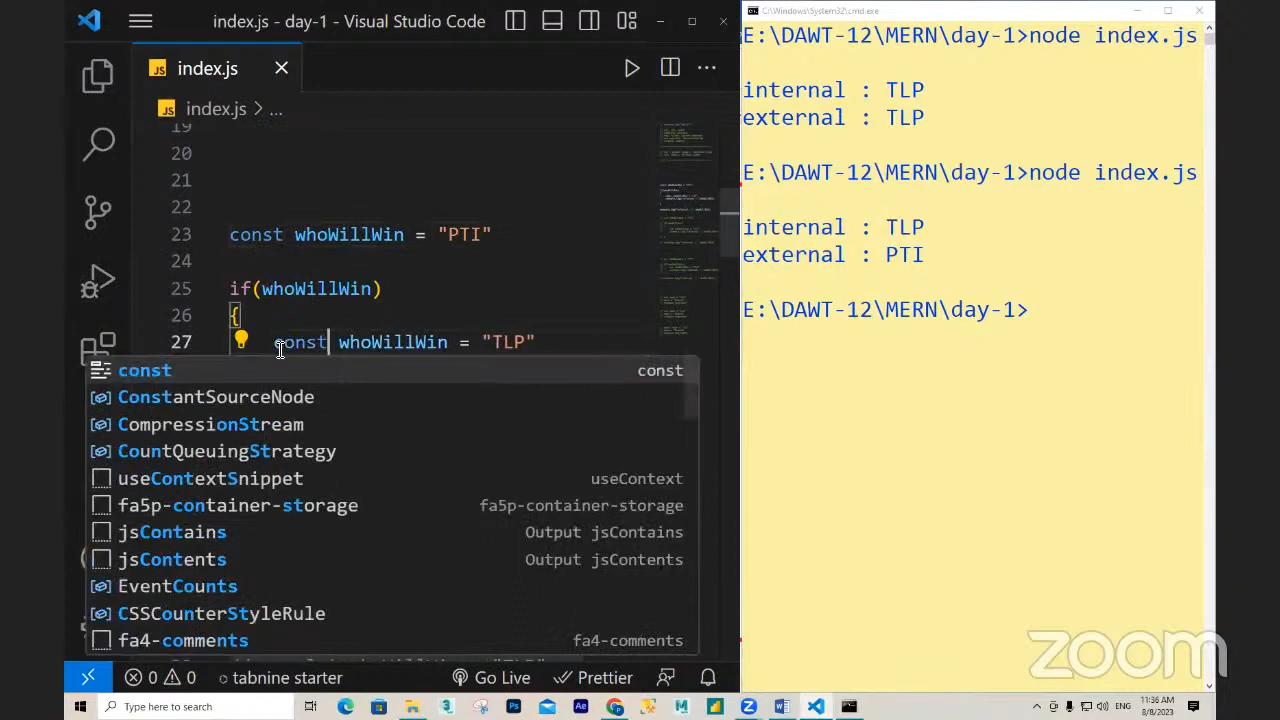 index.js - day-1 - Visual Studio Code
index.js
index.js > ...
19
20
21
22
23 const whoWillWin = "PTI"
24
25 if(whoWillWin)
26 {
27 const whoWillWin = "TLP"
const const
ConstantSourceNode
CompressionStream
CountQueuingStrategy
useContextSnippet useContext
fa5p-container-storage fa5p-container-storage
jsContains Output jsContains
jsContents Output jsContents
EventCounts
CSSCounterStyleRule
fa4-comments fa4-comments
0 0 tabnine starter Go Live Prettier
C:\Windows\System32\cmd.exe
E:\DAWT-12\MERN\day-1>node index.js
internal : TLP
external : TLP
E:\DAWT-12\MERN\day-1>node index.js
internal : TLP
external : PTI
E:\DAWT-12\MERN\day-1>
zoom
Type here to search
ENG
11:36 AM
8/8/2023